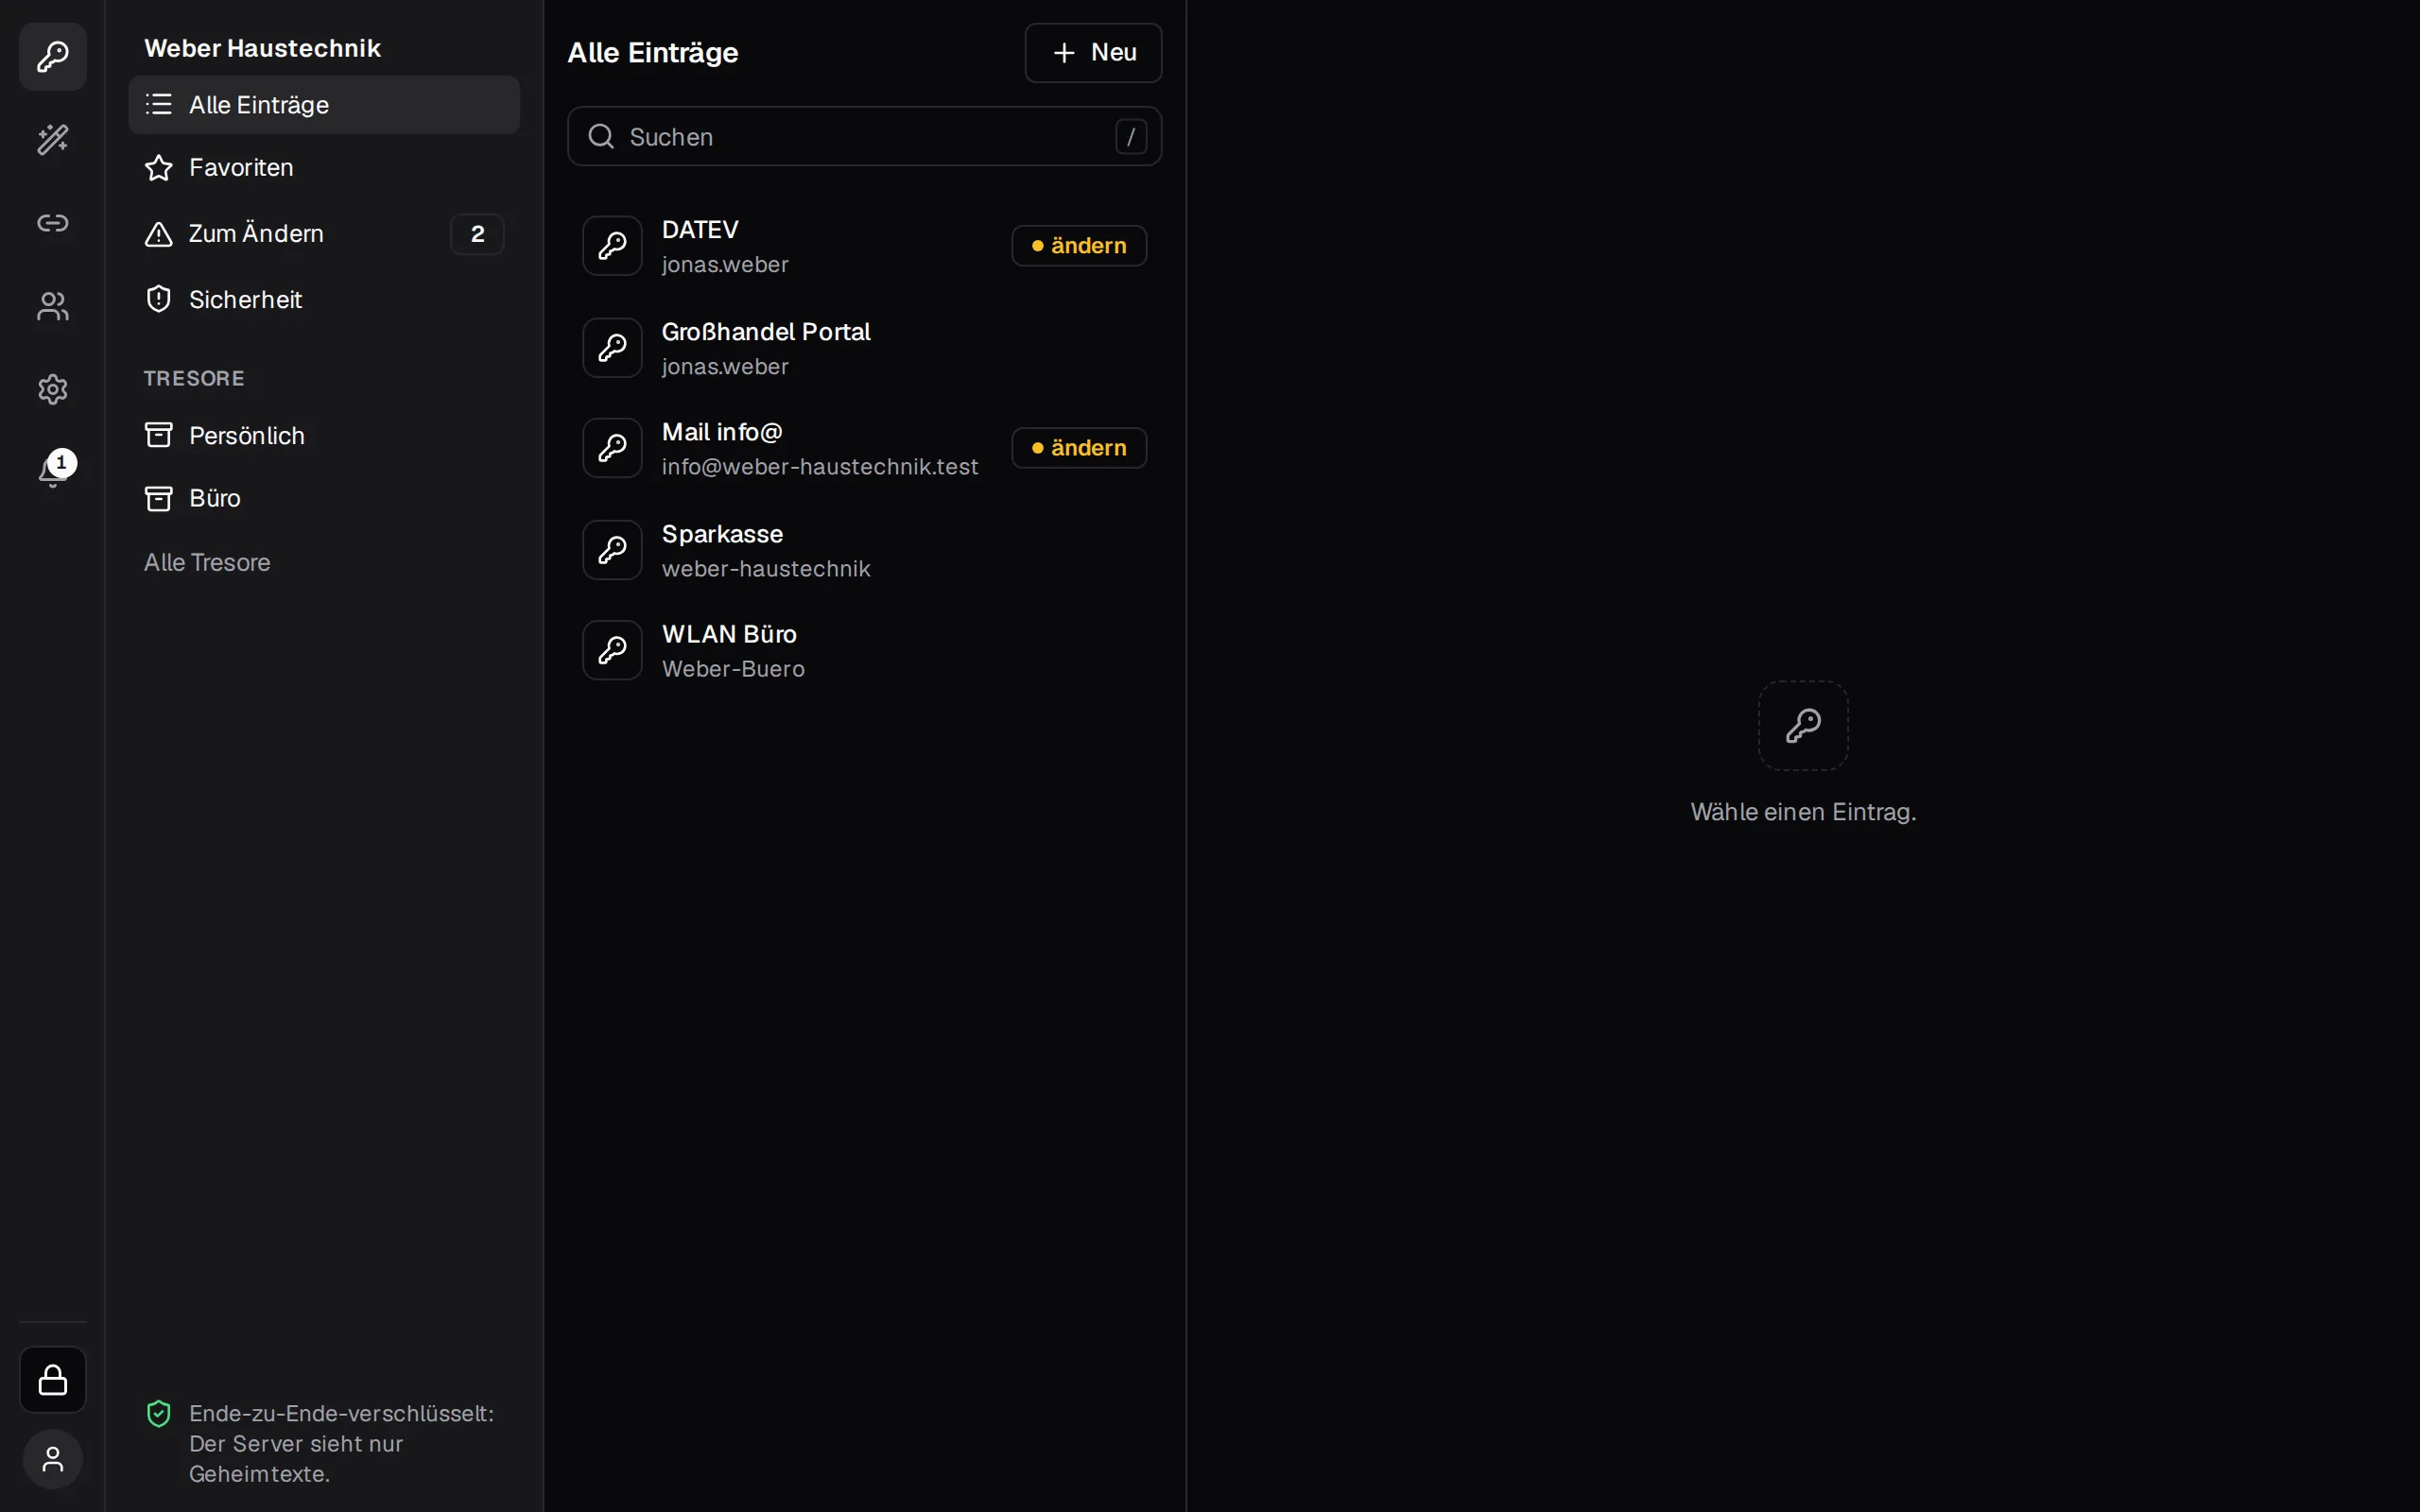 Weber Haustechnik
Alle Einträge
Favoriten
Zum Ändern 2
Sicherheit
TRESORE
Persönlich
Büro
Alle Tresore
1
Ende-zu-Ende-verschlüsselt:
Der Server sieht nur
Geheimtexte.
Alle Einträge
Neu
Suchen /
DATEV
jonas.weber
ändern
Großhandel Portal
jonas.weber
Mail info@
info@weber-haustechnik.test
ändern
Sparkasse
weber-haustechnik
WLAN Büro
Weber-Buero
Wähle einen Eintrag.